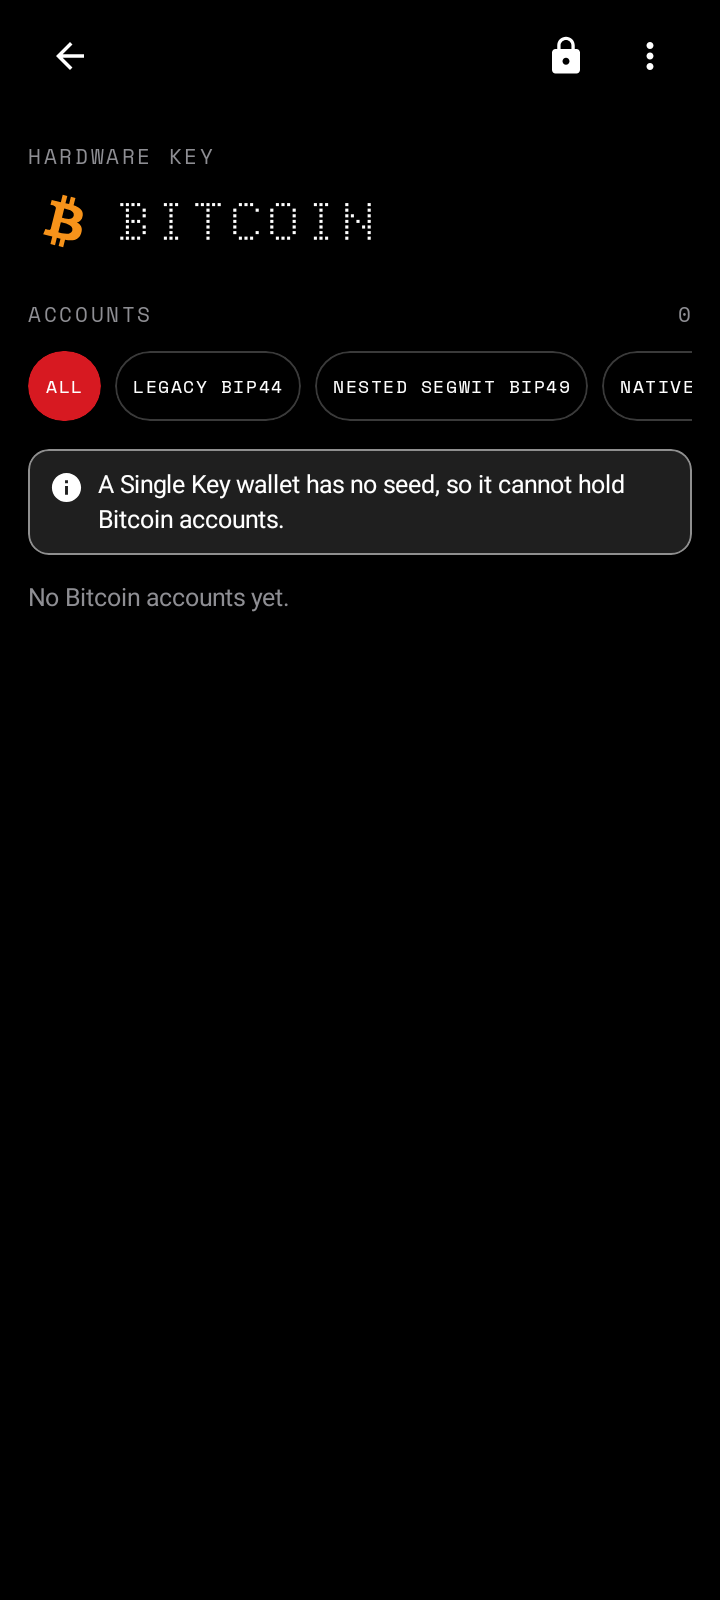 HARDWARE KEY
BITCOIN
ACCOUNTS 0
ALL LEGACY BIP44 NESTED SEGWIT BIP49 NATIVE
A Single Key wallet has no seed, so it cannot hold
Bitcoin accounts.
No Bitcoin accounts yet.